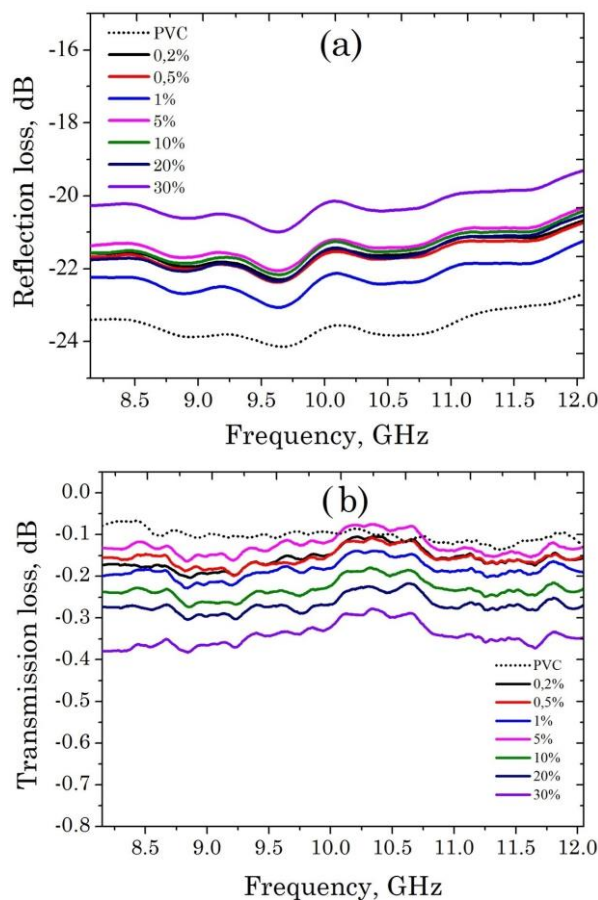 (a)
PVC
0,2%
0,5%
1%
5%
10%
20%
30%
Reflection loss, dB
-16
-18
-20
-22
-24
8.5 9.0 9.5 10.0 10.5 11.0 11.5 12.0
Frequency, GHz
(b)
Transmission loss, dB
0.0
-0.1
-0.2
-0.3
-0.4
-0.5
-0.6
-0.7
-0.8
PVC
0,2%
0,5%
1%
5%
10%
20%
30%
8.5 9.0 9.5 10.0 10.5 11.0 11.5 12.0
Frequency, GHz